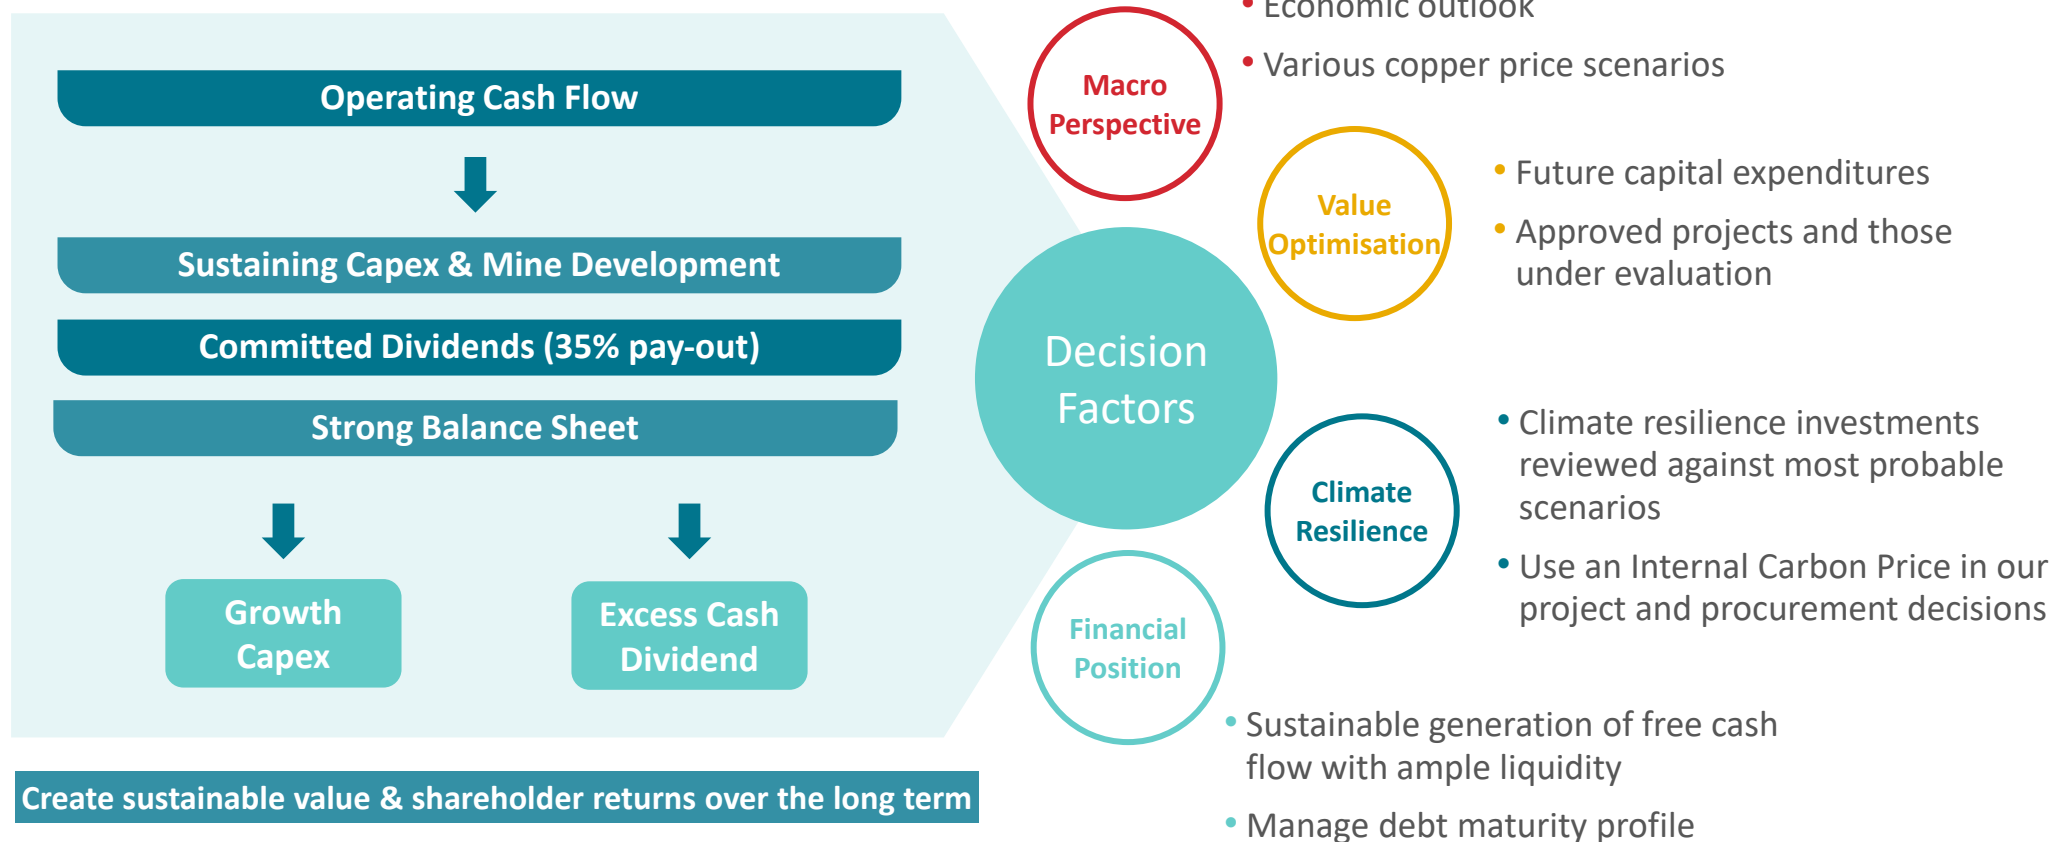 Operating Cash Flow
Sustaining Capex & Mine Development
Committed Dividends (35% pay-out)
Strong Balance Sheet
Growth
Capex
Excess Cash
Dividend
Create sustainable value & shareholder returns over the long term
Decision
Factors
Macro
Perspective
• Economic outlook
• Various copper price scenarios
Value
Optimisation
• Future capital expenditures
• Approved projects and those
under evaluation
Climate
Resilience
• Climate resilience investments
reviewed against most probable
scenarios
• Use an Internal Carbon Price in our
project and procurement decisions
Financial
Position
• Sustainable generation of free cash
flow with ample liquidity
• Manage debt maturity profile